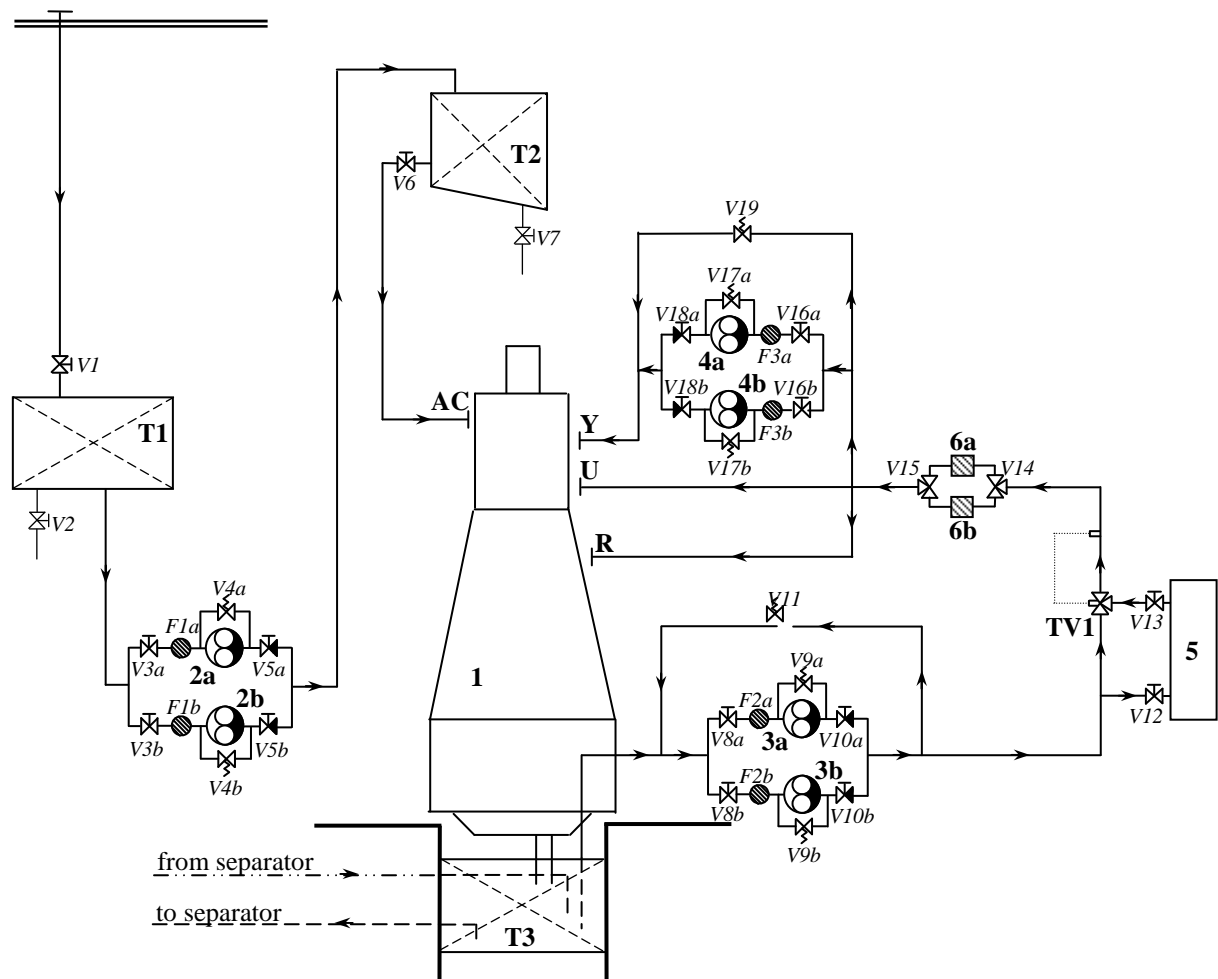 T2
V6
V7
V19
V17a
V18a
V16a
4a
F3a
V18b
4b
V16b
F3b
V17b
V1
AC
Y
U
R
T1
V2
6a
V15
V14
6b
V4a
F1a
V3a
2a
V5a
F1b
2b
V3b
V5b
V4b
1
V11
TV1
V13
5
V12
V9a
F2a
V8a
3a
V10a
F2b
3b
V8b
V10b
V9b
from separator
to separator
T3